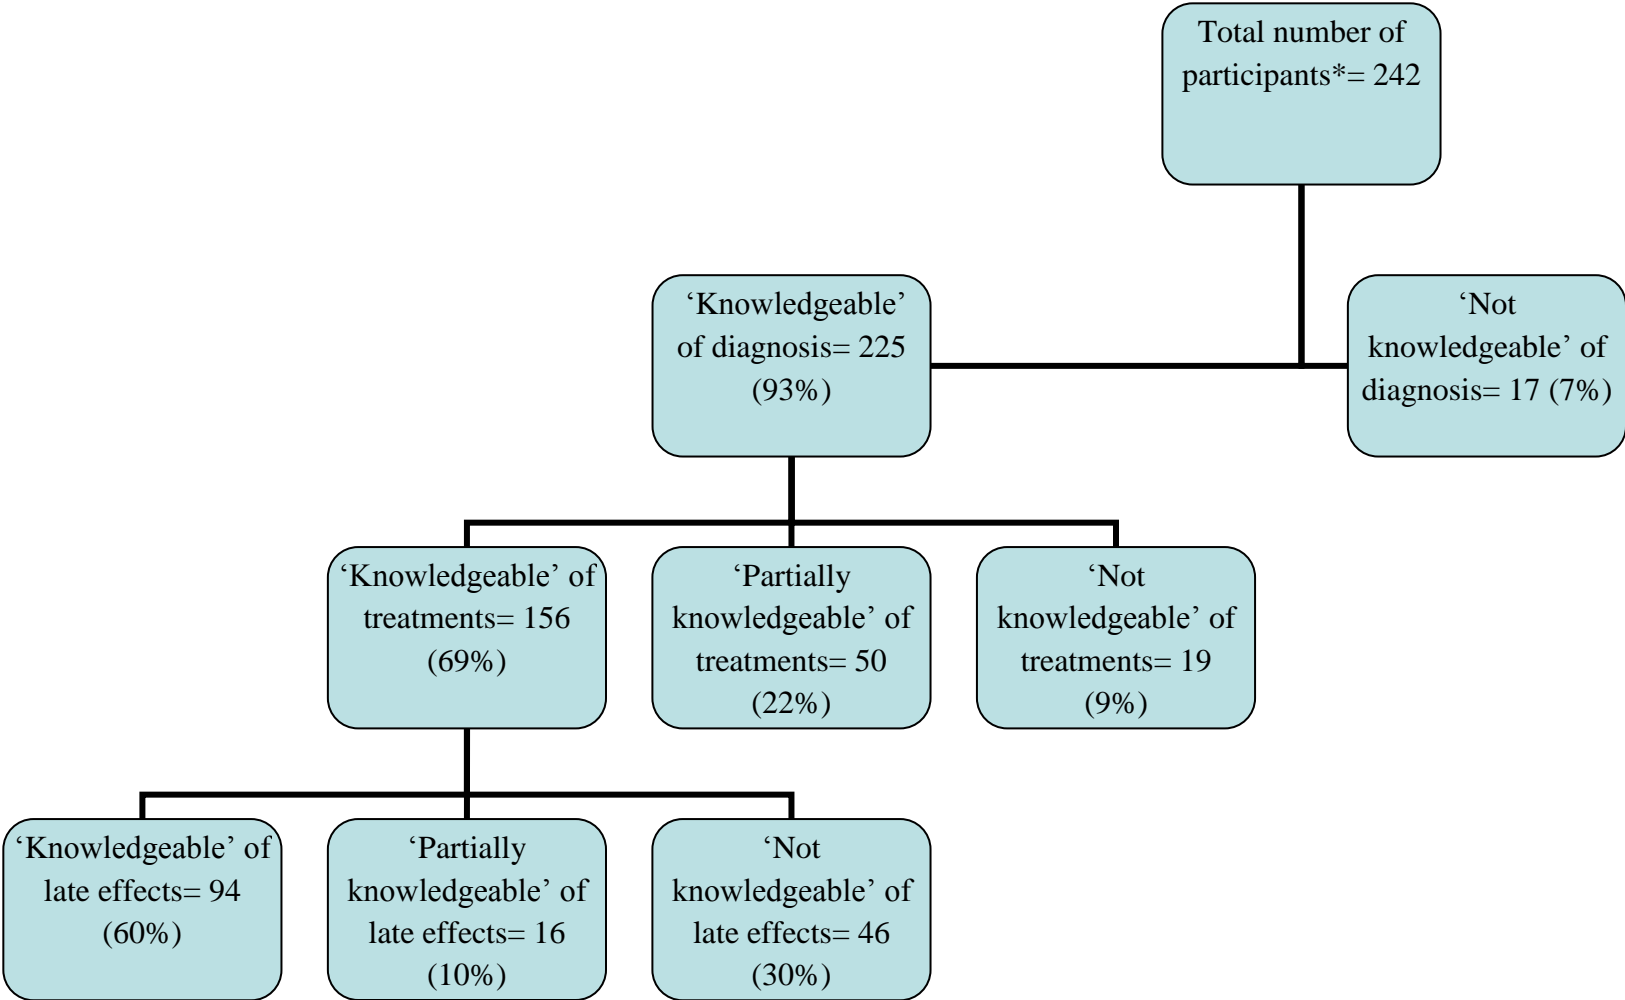 Total number of
participants*= 242
‘Knowledgeable’
of diagnosis= 225
(93%)
‘Not
knowledgeable’ of
diagnosis= 17 (7%)
‘Knowledgeable’ of
treatments= 156
(69%)
‘Partially
knowledgeable’ of
treatments= 50
(22%)
‘Not
knowledgeable’ of
treatments= 19
(9%)
‘Knowledgeable’ of
late effects= 94
(60%)
‘Partially
knowledgeable’ of
late effects= 16
(10%)
‘Not
knowledgeable’ of
late effects= 46
(30%)